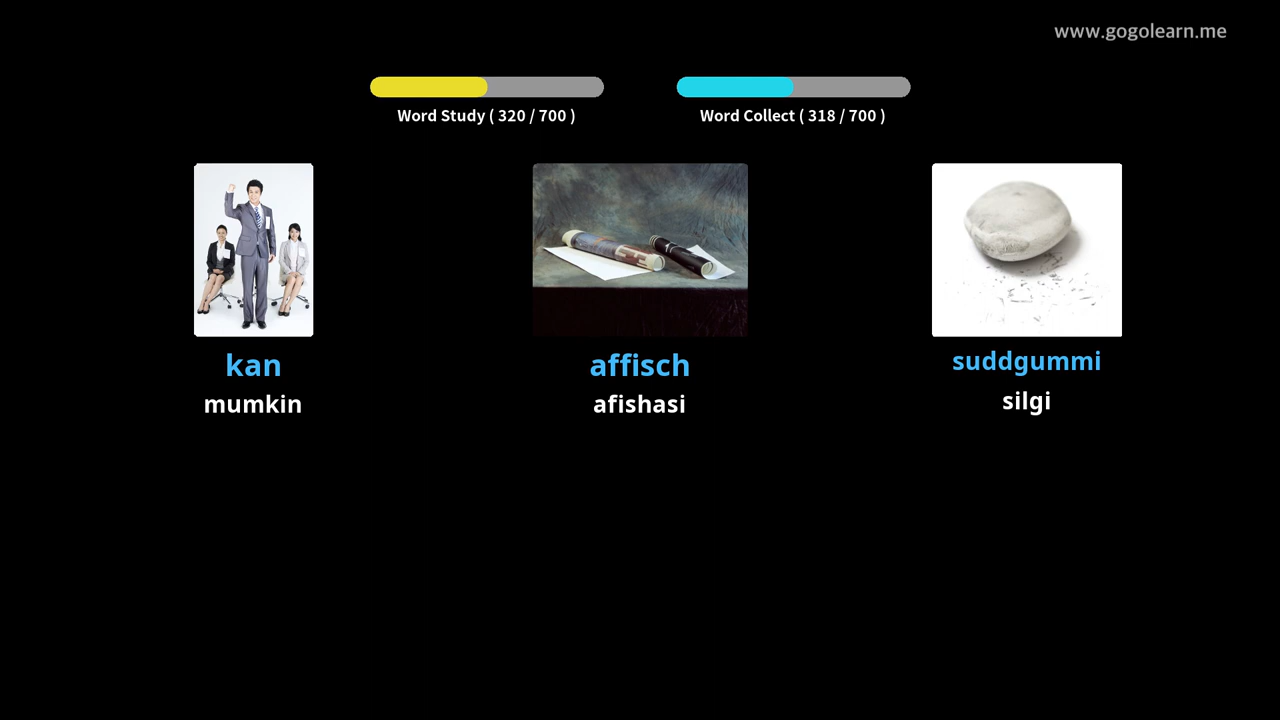 www.gogolearn.me
Word Study ( 320 / 700 )
Word Collect ( 318 / 700 )
kan
mumkin
affisch
afishasi
suddgummi
silgi